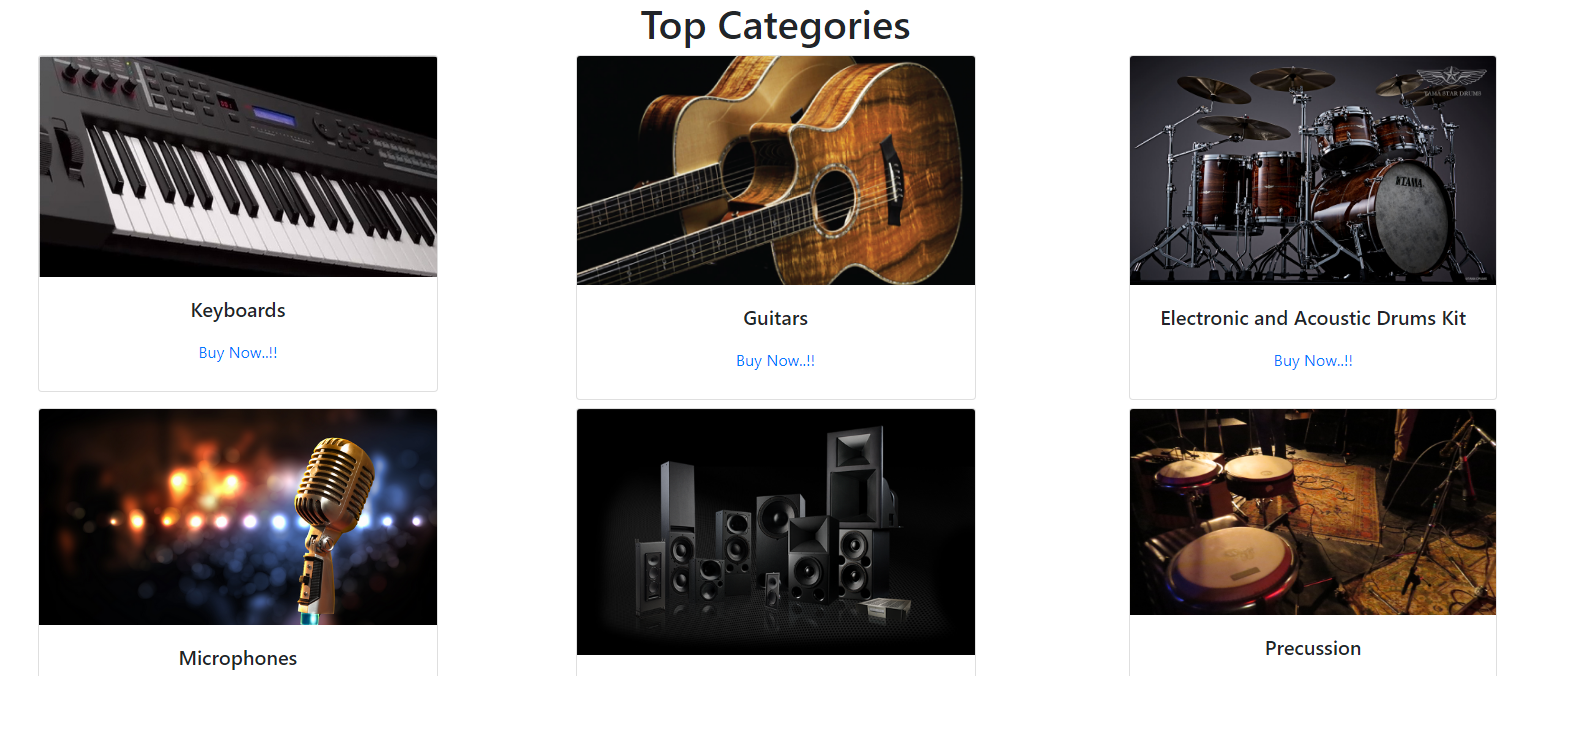 Top Categories
TAMA STAR DRUMS
TAMA
Keyboards
Guitars
Electronic and Acoustic Drums Kit
Buy Now..!!
Buy Now..!!
Buy Now..!!
Microphones
Precussion